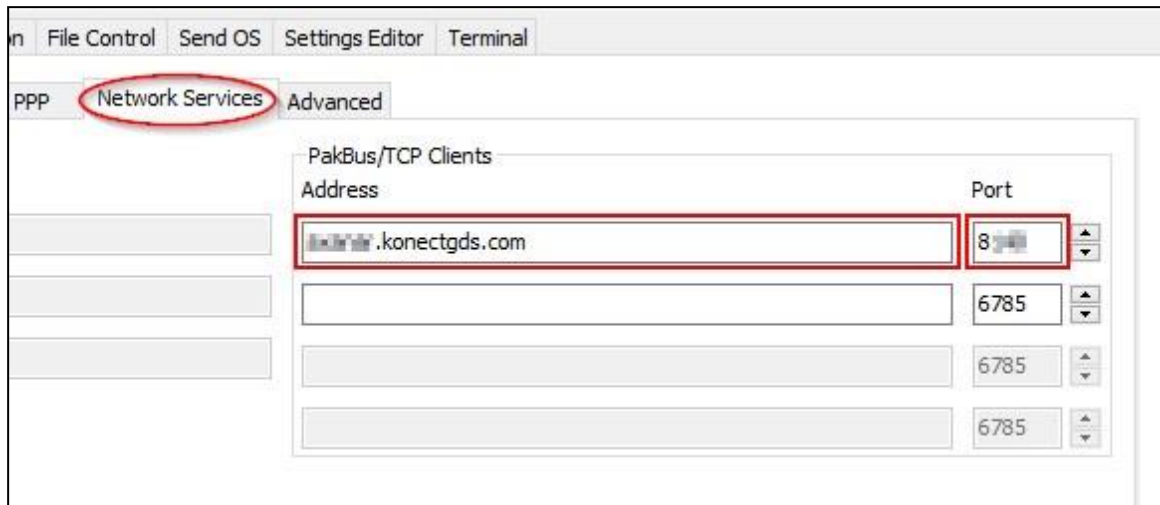 File Control Send OS Settings Editor Terminal
PPP Network Services Advanced
PakBus/TCP Clients
Address Port
.konectgds.com 8
6785
6785
6785